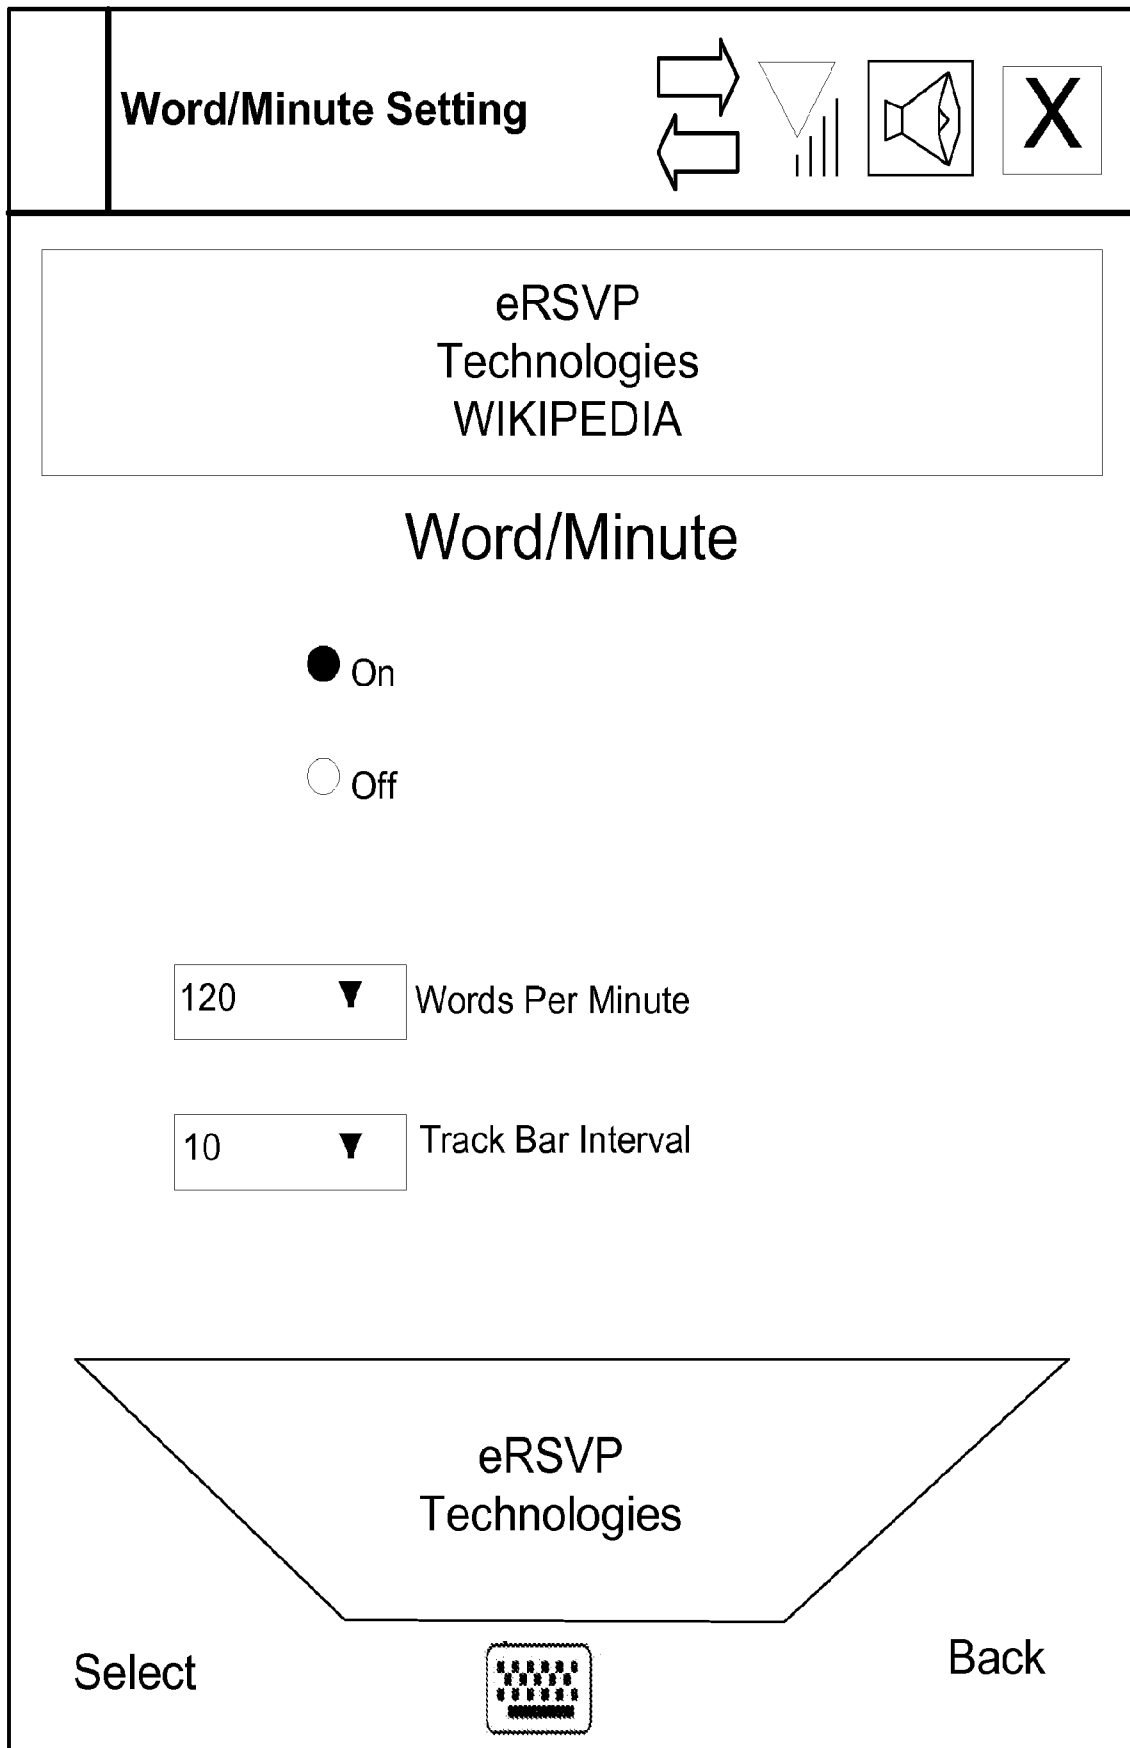 Word/Minute Setting
X
eRSVP
Technologies
WIKIPEDIA
Word/Minute
On
Off
120
Words Per Minute
10
Track Bar Interval
eRSVP
Technologies
Select
Back